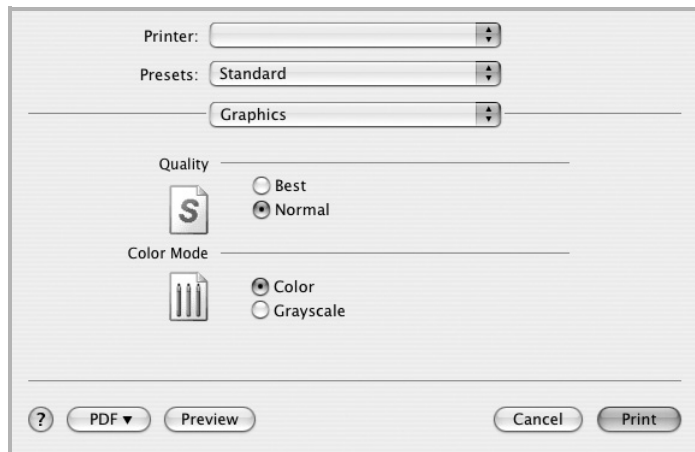 Printer:
Presets: Standard
Graphics
Quality
Best
S
Normal
Color Mode
Color
Grayscale
? PDF ▼ Preview Cancel Print